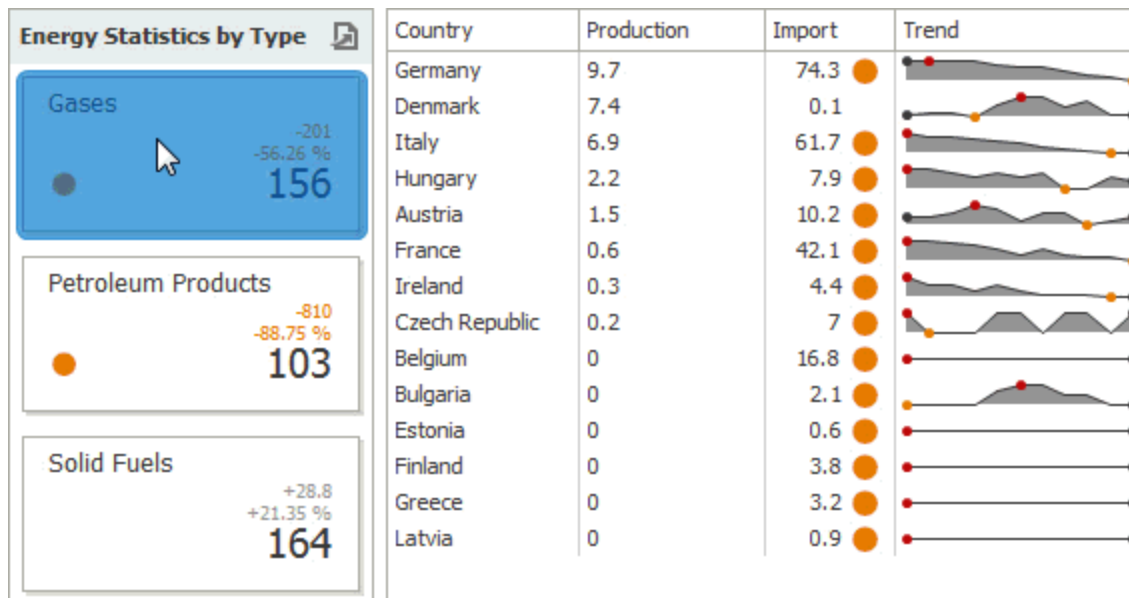 Energy Statistics by Type
Gases
-201
-56.26 %
156
Petroleum Products
-810
-88.75 %
103
Solid Fuels
+28.8
+21.35 %
164
Country Production Import Trend
Germany 9.7 74.3
Denmark 7.4 0.1
Italy 6.9 61.7
Hungary 2.2 7.9
Austria 1.5 10.2
France 0.6 42.1
Ireland 0.3 4.4
Czech Republic 0.2 7
Belgium 0 16.8
Bulgaria 0 2.1
Estonia 0 0.6
Finland 0 3.8
Greece 0 3.2
Latvia 0 0.9